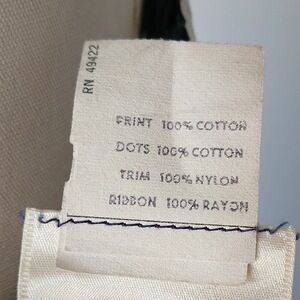 RN 49422
PRINT 100% COTTON
DOTS 100% COTTON
TRIM 100% NYLON
RIBBON 100% RAYON